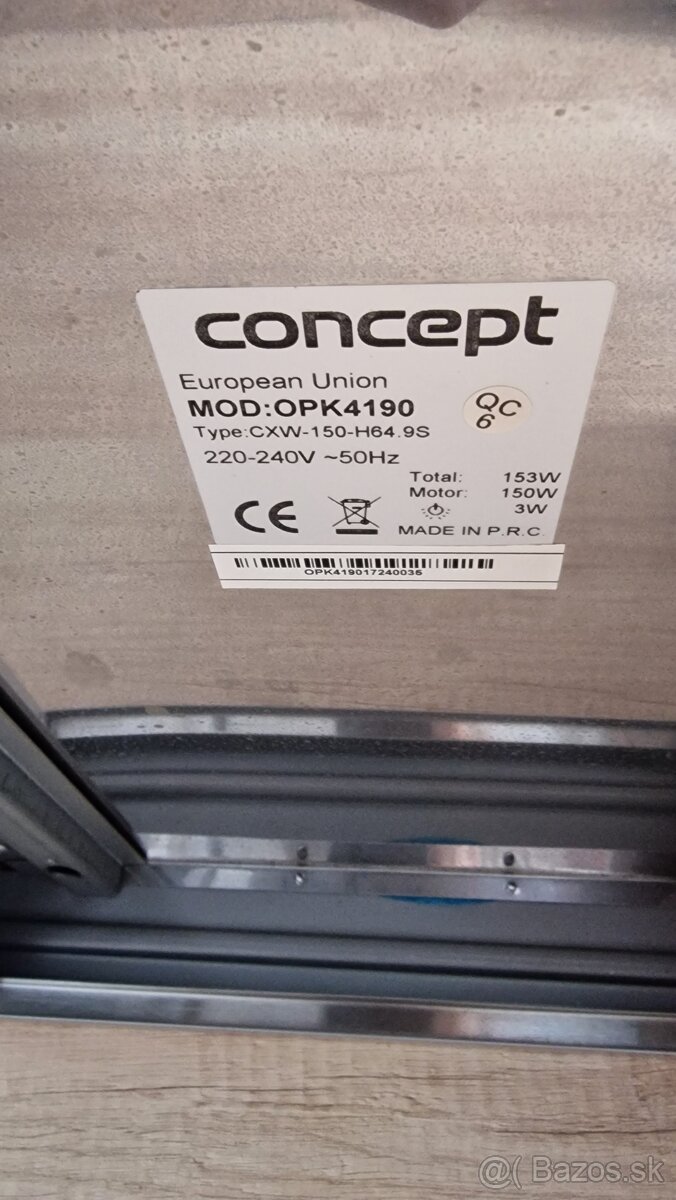 concept
European Union
MOD:OPK4190
QC
6
Type:CXW-150-H64.9S
220-240V ~50Hz
Total: 153W
Motor: 150W
3W
CE
MADE IN P.R.C.
OPK419017240035
@( Bazos.sk